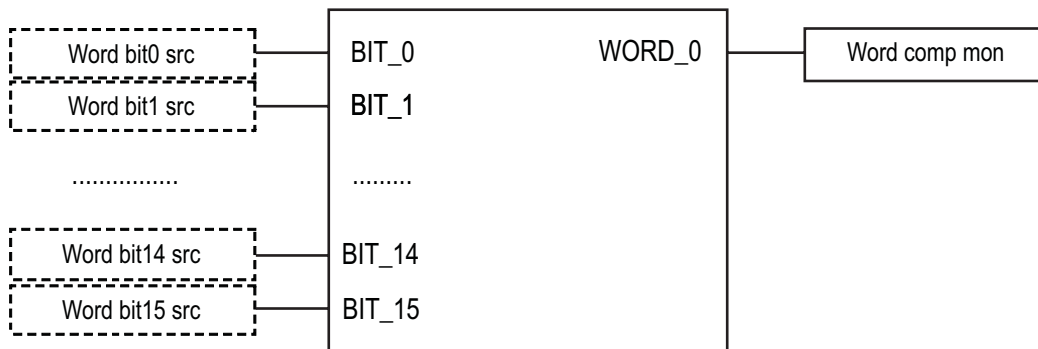 Word bit0 src BIT_0 WORD_0 Word comp mon
Word bit1 src BIT_1
................ .........
Word bit14 src BIT_14
Word bit15 src BIT_15